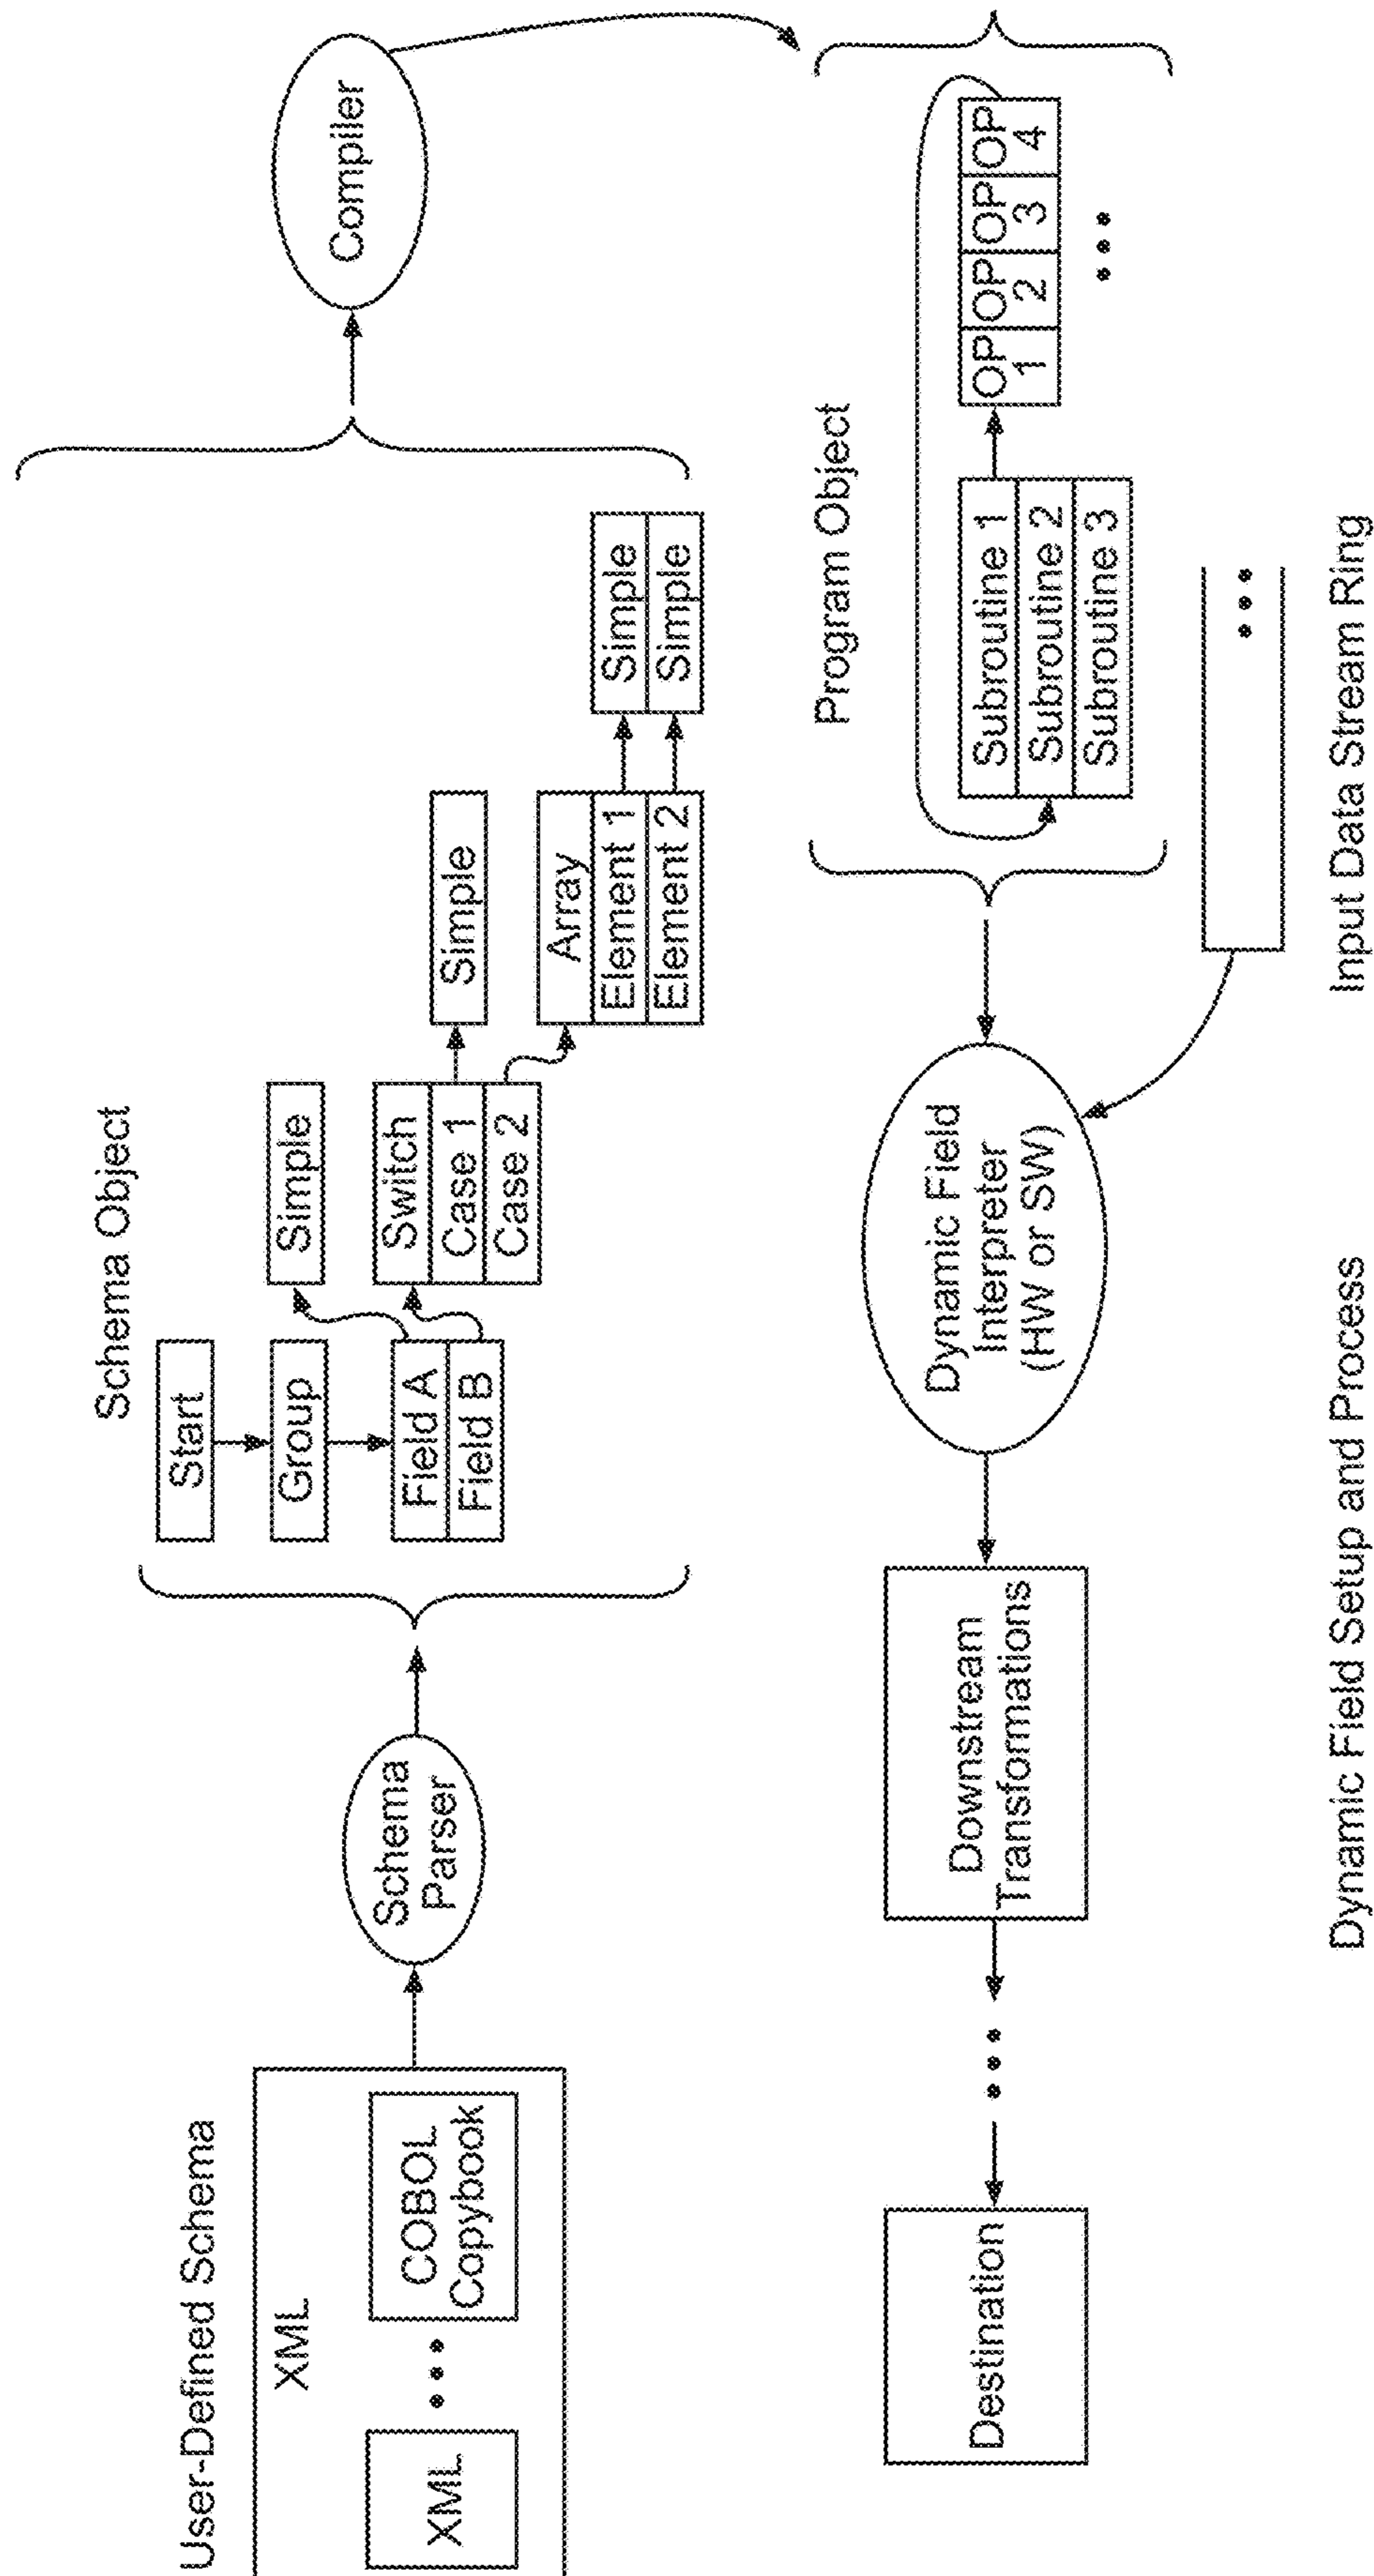 User-Defined Schema
XML
XML
COBOL
Copybook
Schema
Parser
Schema Object
Start
Group
Field A
Field B
Simple
Switch
Case 1
Case 2
Simple
Array
Element 1
Element 2
Simple
Simple
Compiler
Program Object
Subroutine 1
Subroutine 2
Subroutine 3
OP OP OP OP
1 2 3 4
Input Data Stream Ring
Dynamic Field
Interpreter
(HW or SW)
Downstream
Transformations
Destination
Dynamic Field Setup and Process